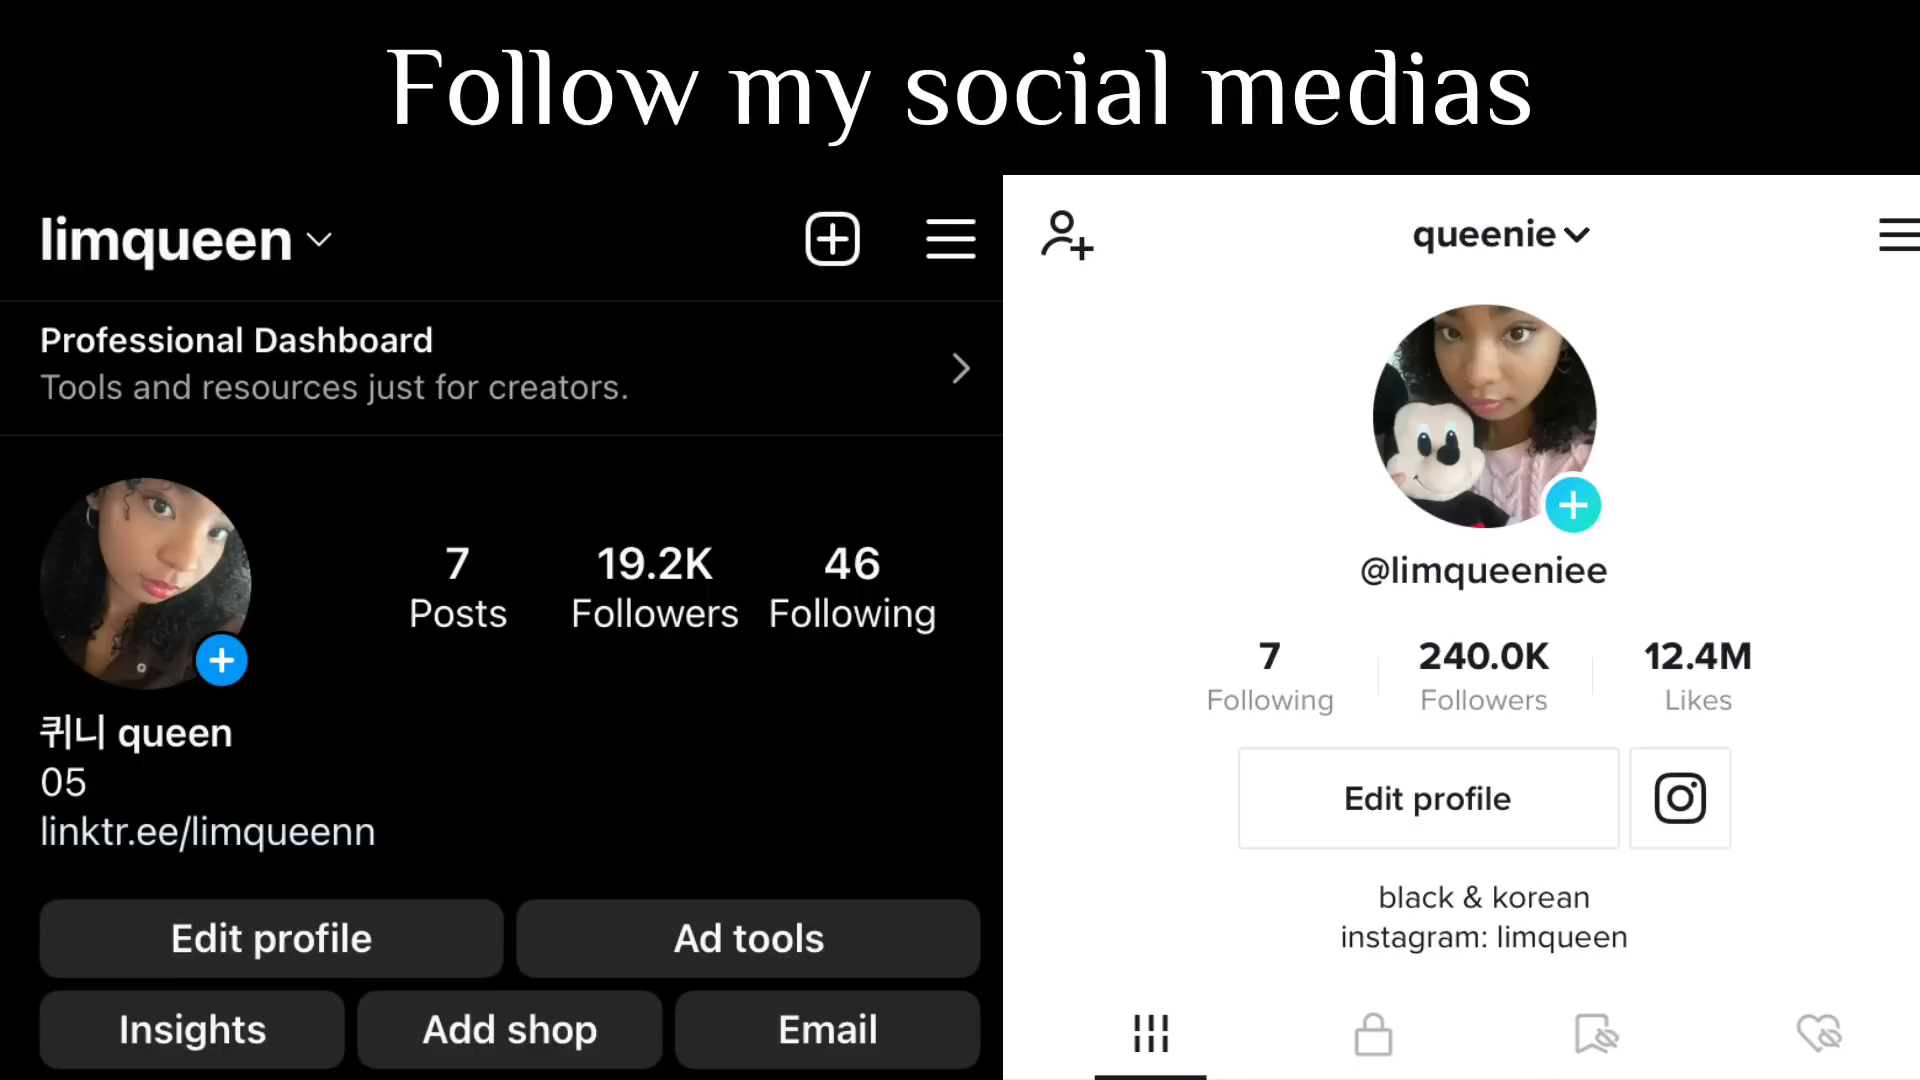 Follow my social medias
limqueen
Professional Dashboard
Tools and resources just for creators.
7
Posts
19.2K
Followers
46
Following
퀴니 queen
05
linktr.ee/limqueenn
Edit profile
Ad tools
Insights
Add shop
Email
queenie
@limqueeniee
7
Following
240.0K
Followers
12.4M
Likes
Edit profile
black & korean
instagram: limqueen